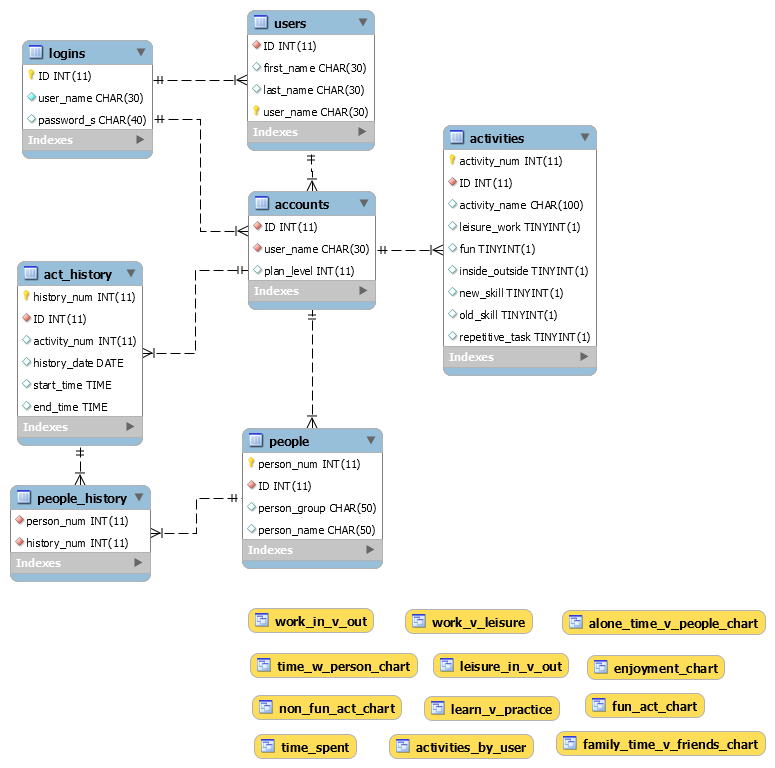 logins
ID INT(11)
user_name CHAR(30)
password_s CHAR(40)
Indexes
users
ID INT(11)
first_name CHAR(30)
last_name CHAR(30)
user_name CHAR(30)
Indexes
accounts
ID INT(11)
user_name CHAR(30)
plan_level INT(11)
Indexes
activities
activity_num INT(11)
ID INT(11)
activity_name CHAR(100)
leisure_work TINYINT(1)
fun TINYINT(1)
inside_outside TINYINT(1)
new_skill TINYINT(1)
old_skill TINYINT(1)
repetitive_task TINYINT(1)
Indexes
act_history
history_num INT(11)
ID INT(11)
activity_num INT(11)
history_date DATE
start_time TIME
end_time TIME
Indexes
people
person_num INT(11)
ID INT(11)
person_group CHAR(50)
person_name CHAR(50)
Indexes
people_history
person_num INT(11)
history_num INT(11)
Indexes
work_in_v_out
work_v_leisure
alone_time_v_people_chart
time_w_person_chart
leisure_in_v_out
enjoyment_chart
non_fun_act_chart
learn_v_practice
fun_act_chart
time_spent
activities_by_user
family_time_v_friends_chart